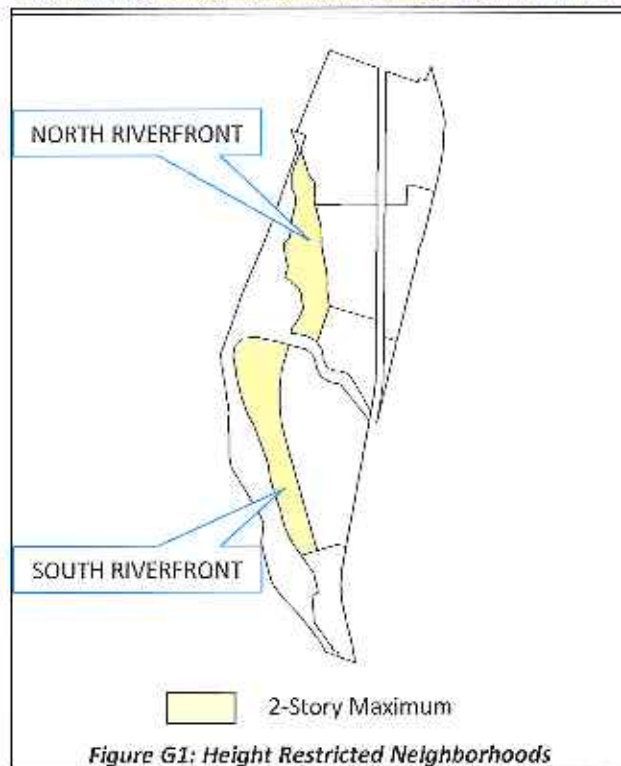 NORTH RIVERFRONT
SOUTH RIVERFRONT
2-Story Maximum
Figure G1: Height Restricted Neighborhoods